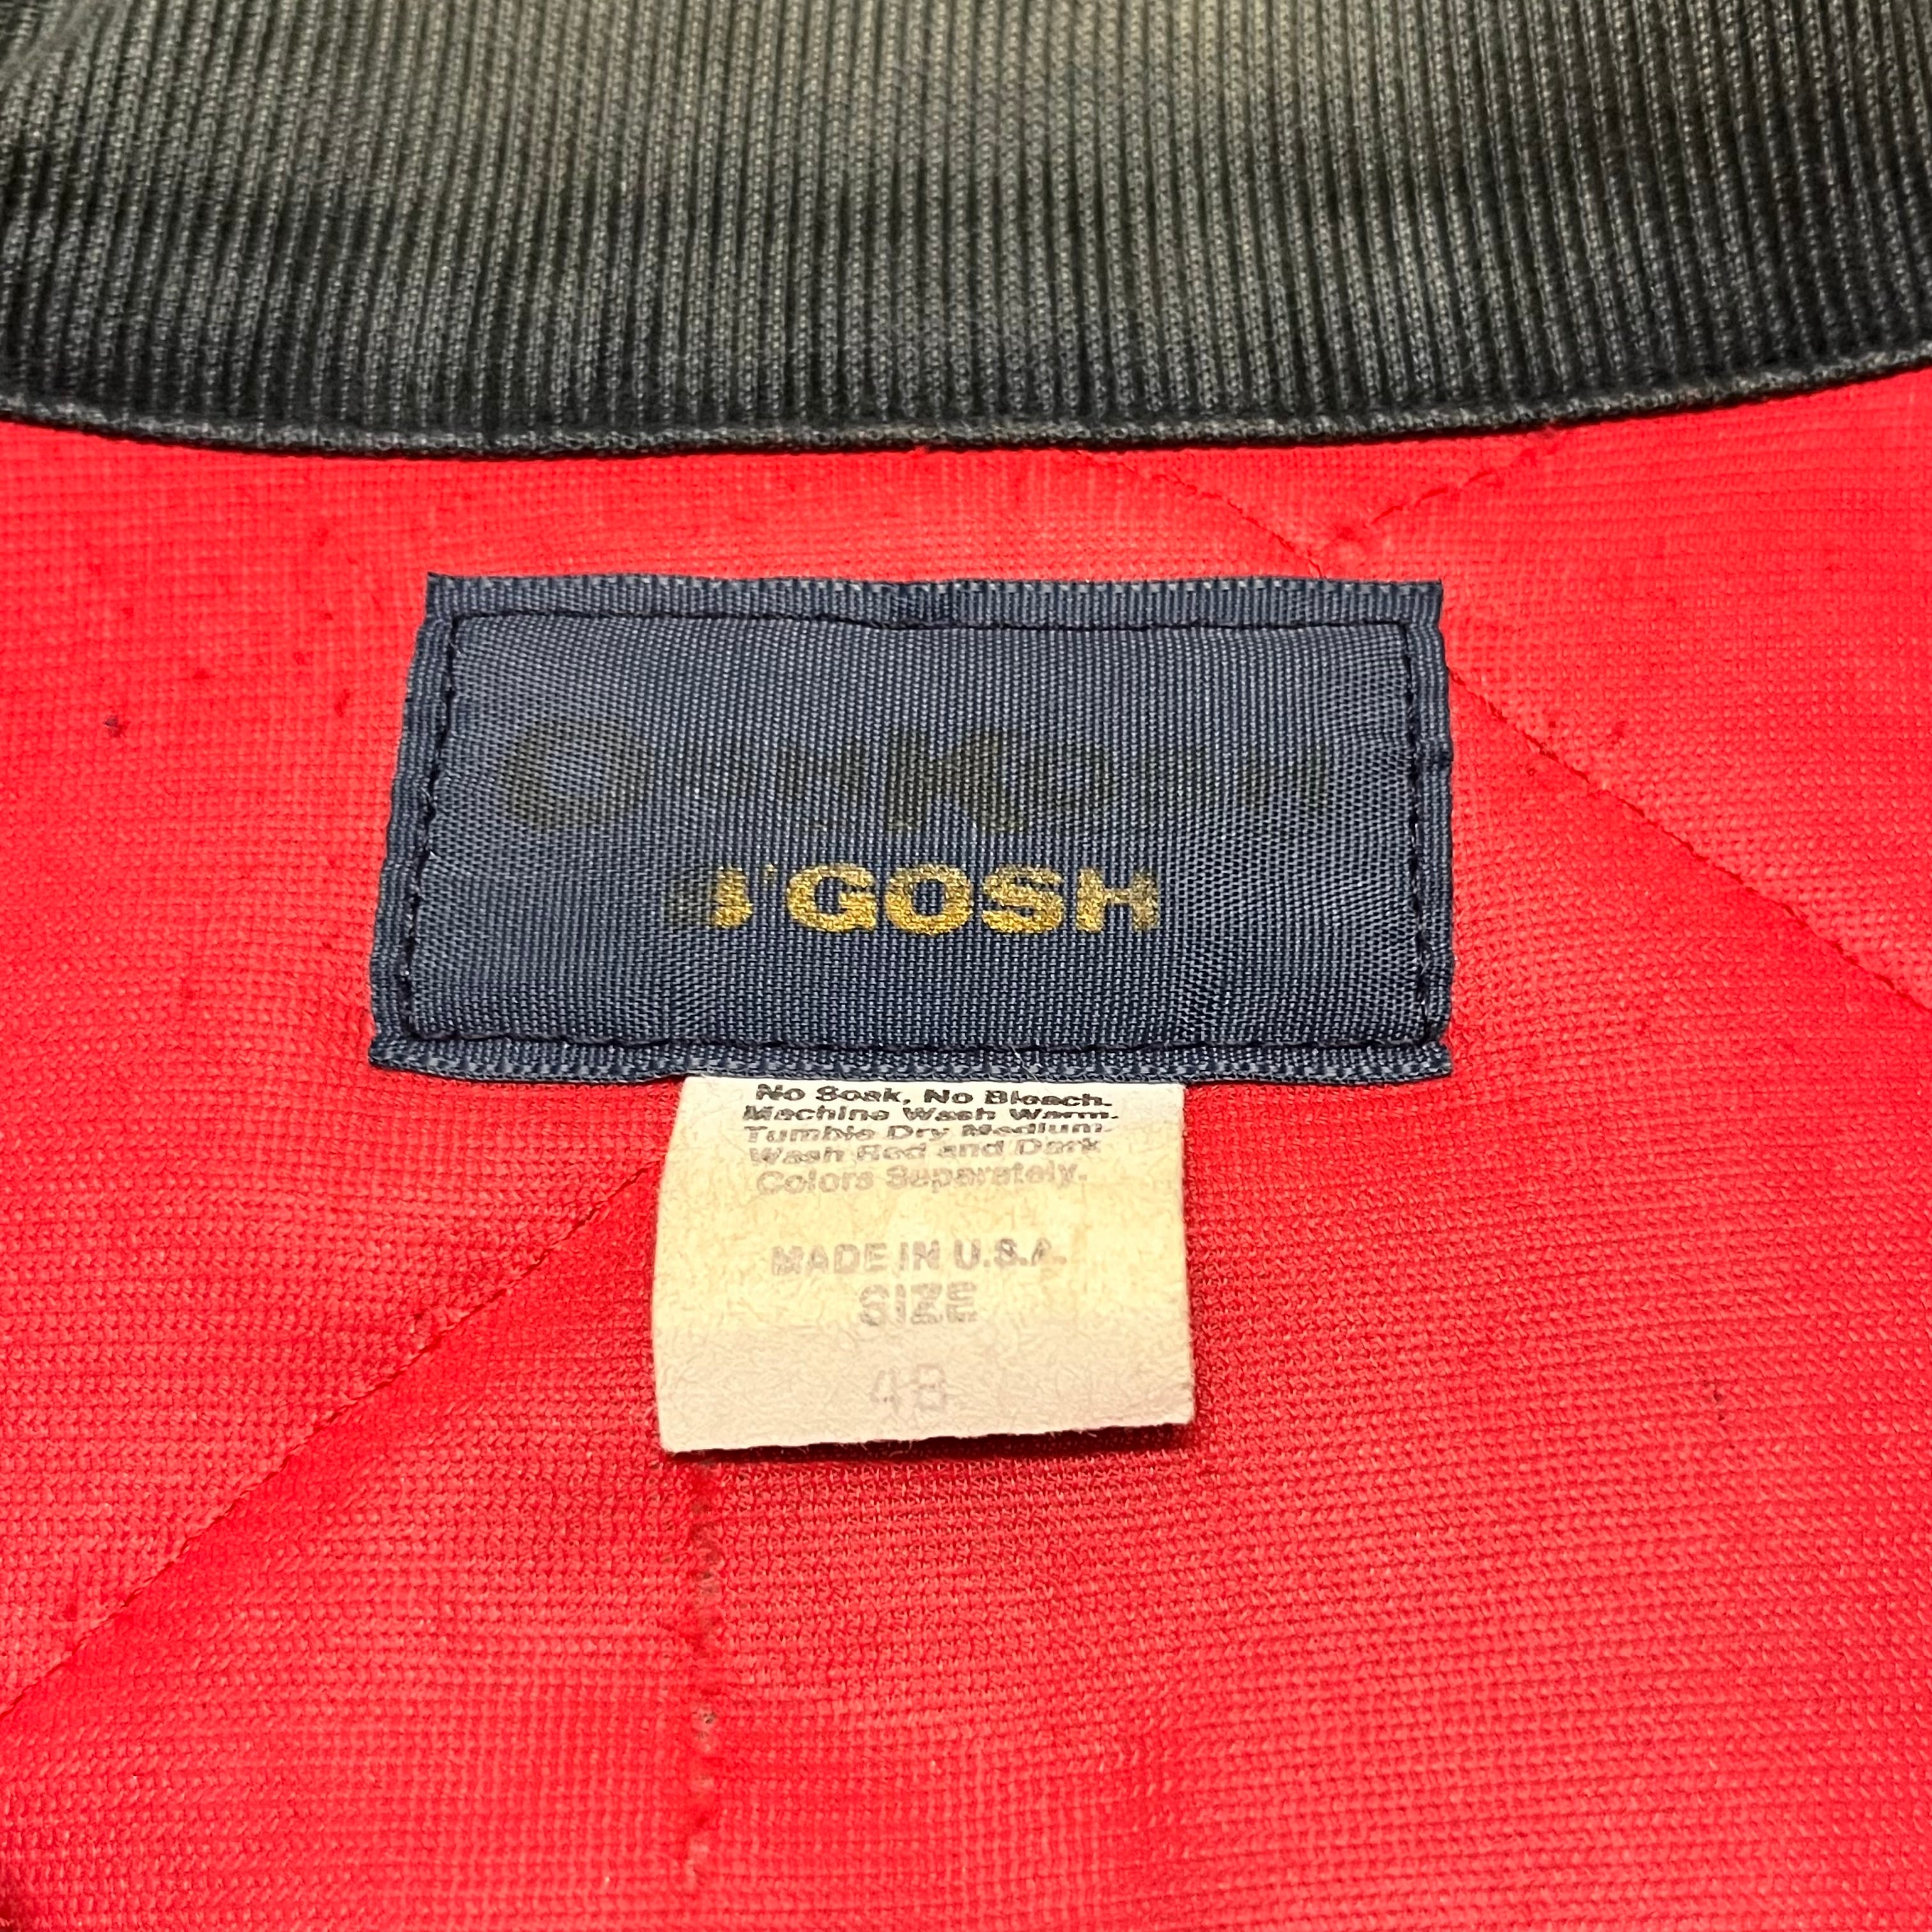 OSHKOSH
B'GOSH
No Soak, No Bleach.
Machine Wash Warm.
Tumble Dry Medium.
Wash Red and Dark
Colors Separately.
MADE IN U.S.A.
SIZE
48